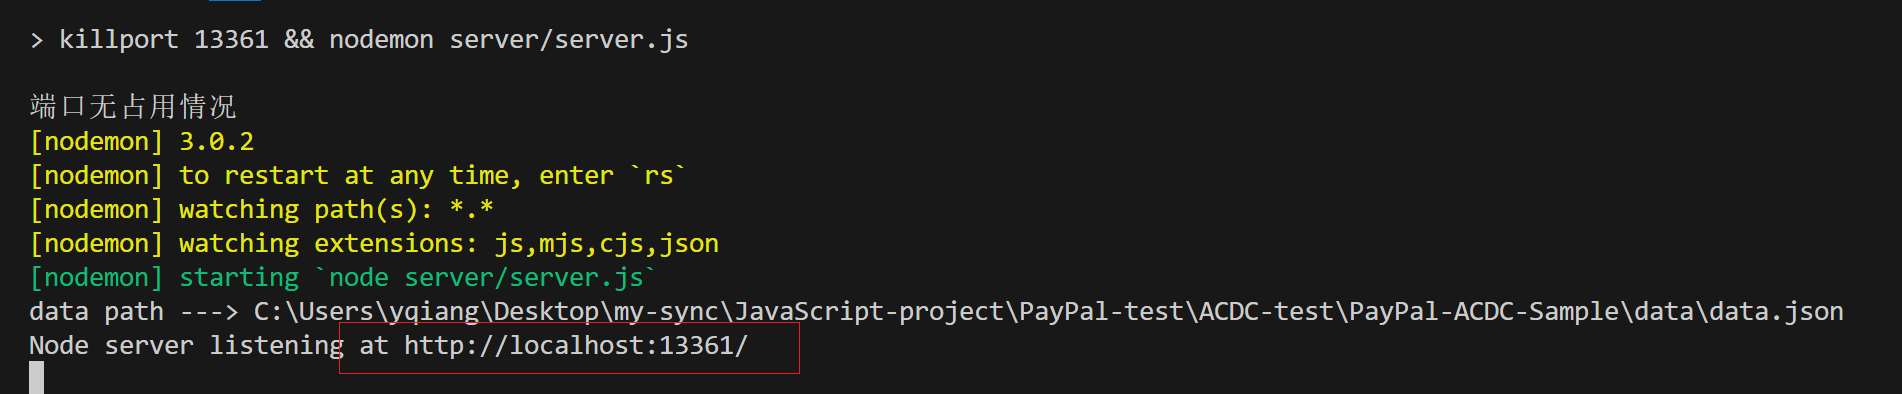 > killport 13361 && nodemon server/server.js
端口无占用情况
[nodemon] 3.0.2
[nodemon] to restart at any time, enter `rs`
[nodemon] watching path(s): *.*
[nodemon] watching extensions: js,mjs,cjs,json
[nodemon] starting `node server/server.js`
data path ---> C:\Users\yqiang\Desktop\my-sync\JavaScript-project\PayPal-test\ACDC-test\PayPal-ACDC-Sample\data\data.json
Node server listening at http://localhost:13361/